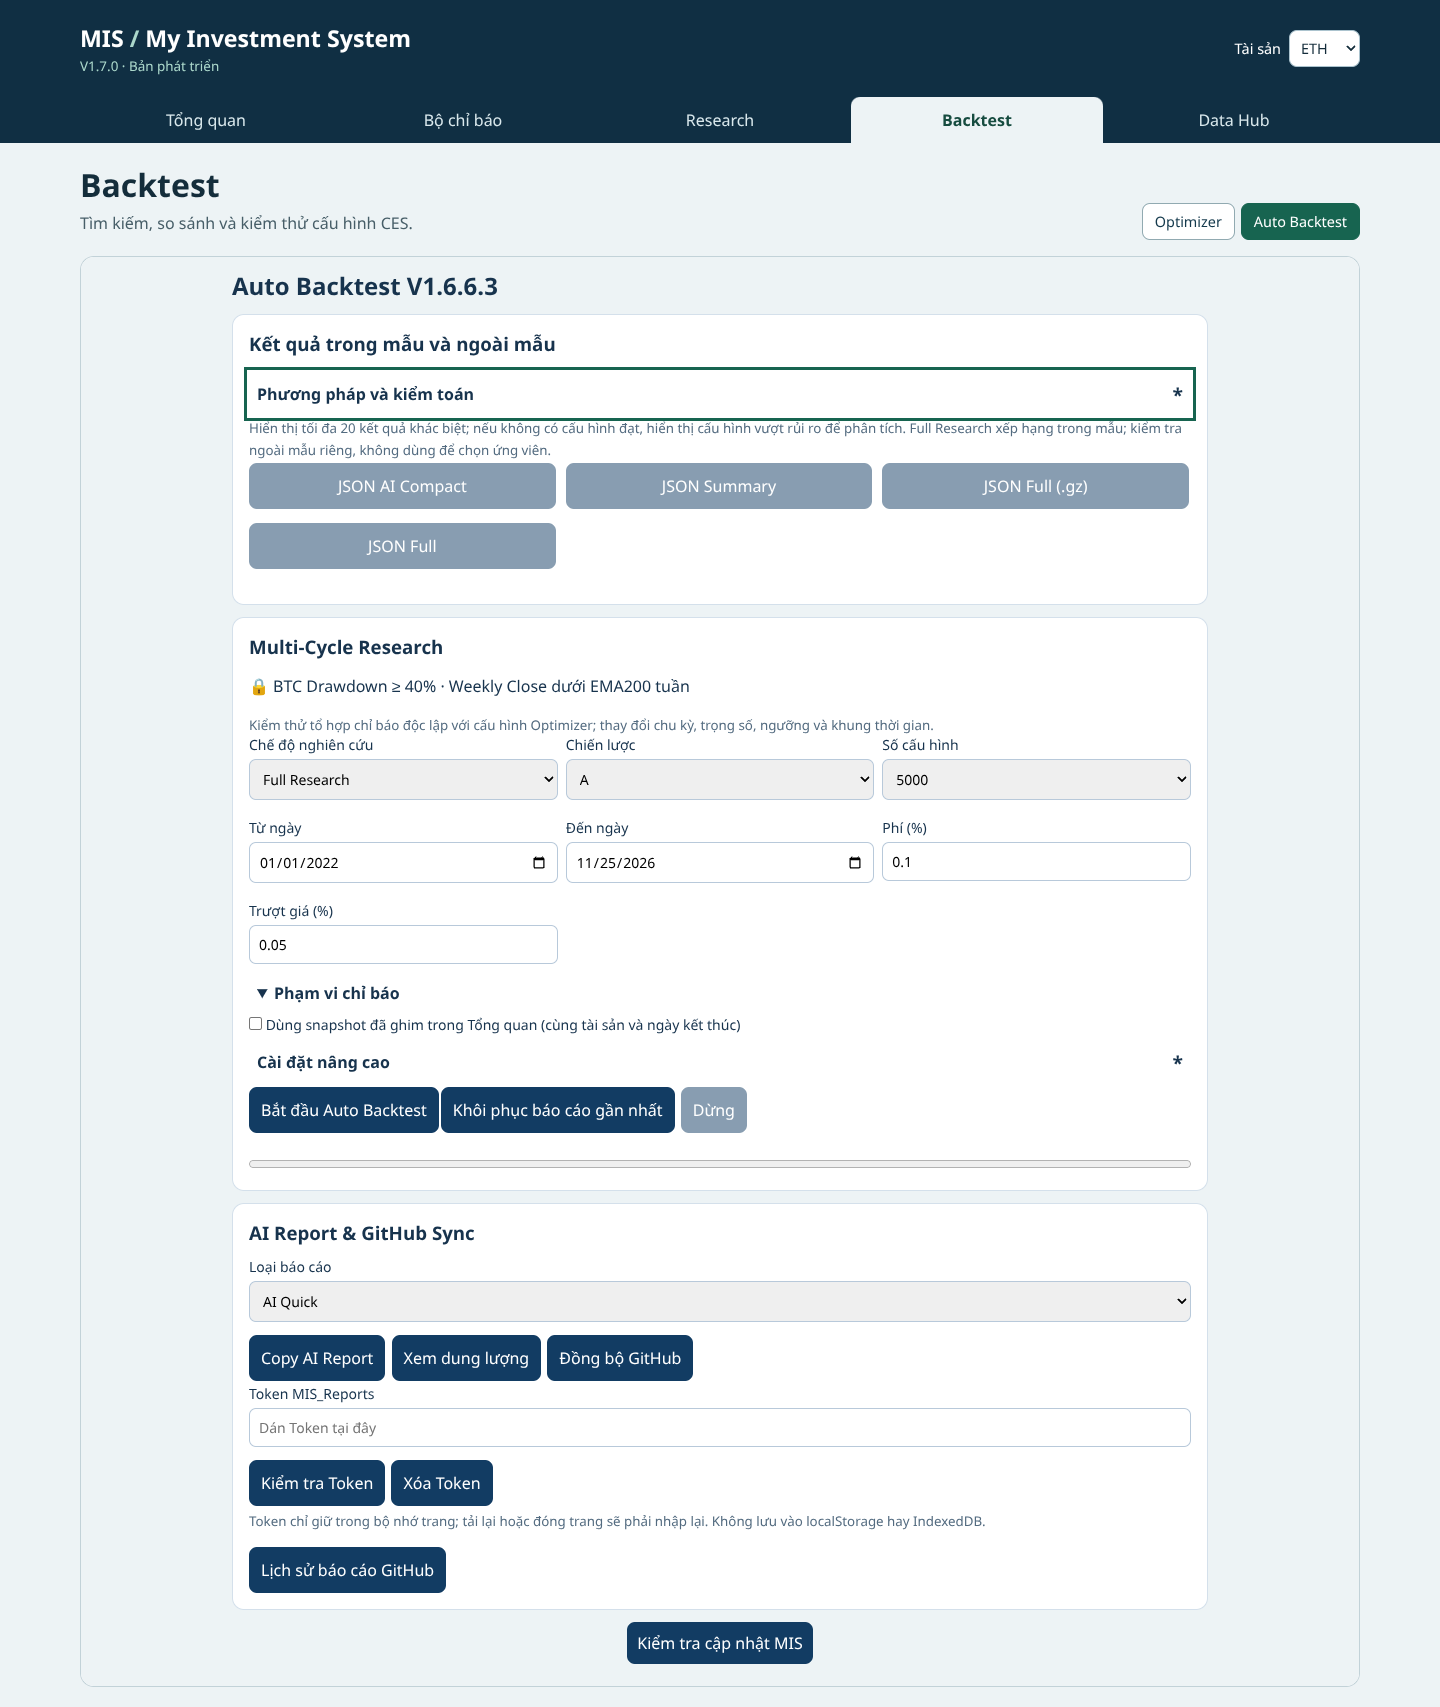 MIS / My Investment System
V1.7.0 · Bản phát triển
Tài sản
ETH
Tổng quan
Bộ chỉ báo
Research
Backtest
Data Hub
Backtest
Tìm kiếm, so sánh và kiểm thử cấu hình CES.
Optimizer
Auto Backtest
Auto Backtest V1.6.6.3
Kết quả trong mẫu và ngoài mẫu
Phương pháp và kiểm toán *
Hiển thị tối đa 20 kết quả khác biệt; nếu không có cấu hình đạt, hiển thị cấu hình vượt rủi ro để phân tích. Full Research xếp hạng trong mẫu; kiểm tra
ngoài mẫu riêng, không dùng để chọn ứng viên.
JSON AI Compact
JSON Summary
JSON Full (.gz)
JSON Full
Multi-Cycle Research
🔒 BTC Drawdown ≥ 40% · Weekly Close dưới EMA200 tuần
Kiểm thử tổ hợp chỉ báo độc lập với cấu hình Optimizer; thay đổi chu kỳ, trọng số, ngưỡng và khung thời gian.
Chế độ nghiên cứu
Chiến lược
Số cấu hình
Full Research
A
5000
Từ ngày
Đến ngày
Phí (%)
01/01/2022
11/25/2026
0.1
Trượt giá (%)
0.05
▼ Phạm vi chỉ báo
Dùng snapshot đã ghim trong Tổng quan (cùng tài sản và ngày kết thúc)
Cài đặt nâng cao *
Bắt đầu Auto Backtest
Khôi phục báo cáo gần nhất
Dừng
AI Report & GitHub Sync
Loại báo cáo
AI Quick
Copy AI Report
Xem dung lượng
Đồng bộ GitHub
Token MIS_Reports
Dán Token tại đây
Kiểm tra Token
Xóa Token
Token chỉ giữ trong bộ nhớ trang; tải lại hoặc đóng trang sẽ phải nhập lại. Không lưu vào localStorage hay IndexedDB.
Lịch sử báo cáo GitHub
Kiểm tra cập nhật MIS